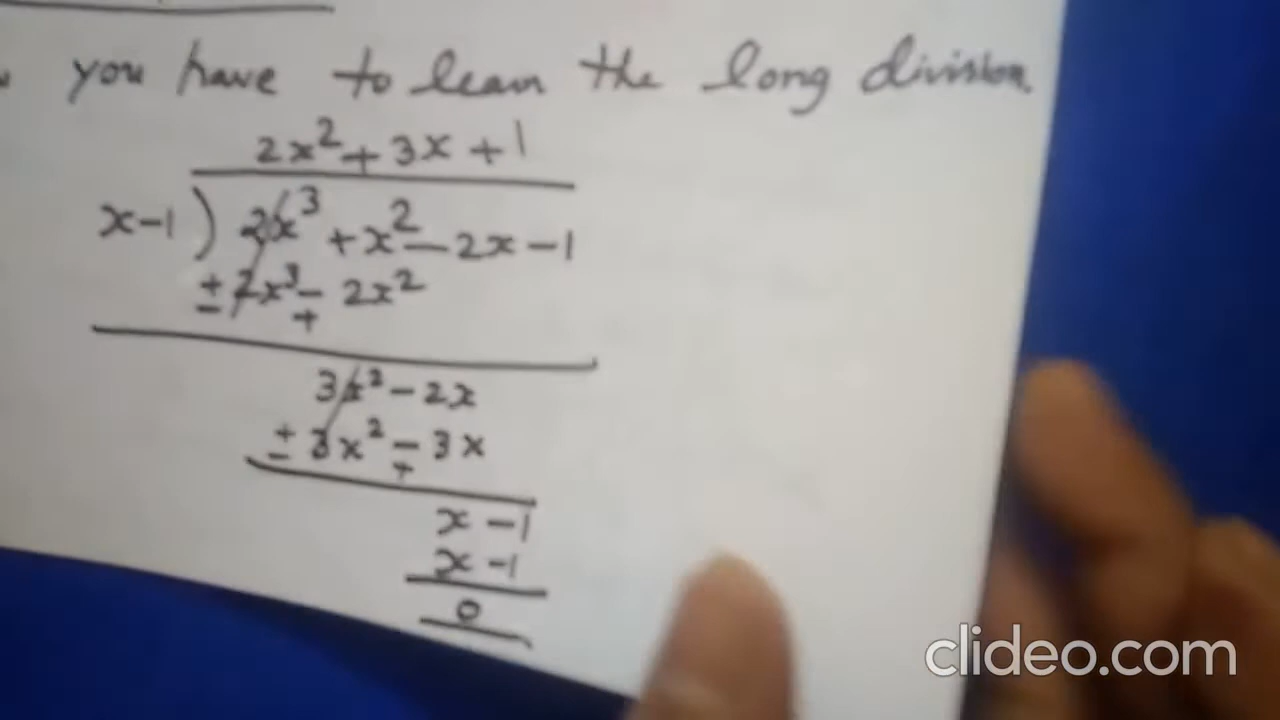 you have to learn the long division.
2x² + 3x + 1
x-1 ) 2x³ + x² - 2x - 1
± 2x³ - 2x²
+
3x² - 2x
± 3x² - 3x
+
x - 1
x - 1
0
clideo.com